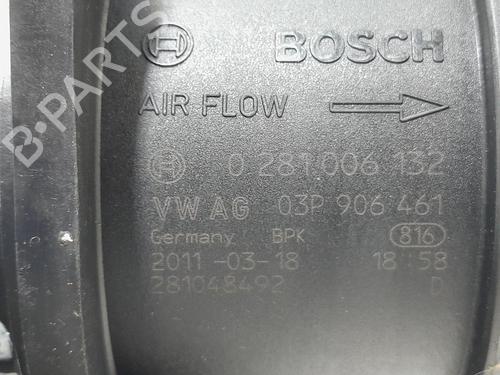 BOSCH
AIR FLOW
0 281 006 132
VW AG 03P 906 461
Germany BPK 816
2011-03-18 18:58
281048492 D
B-PARTS